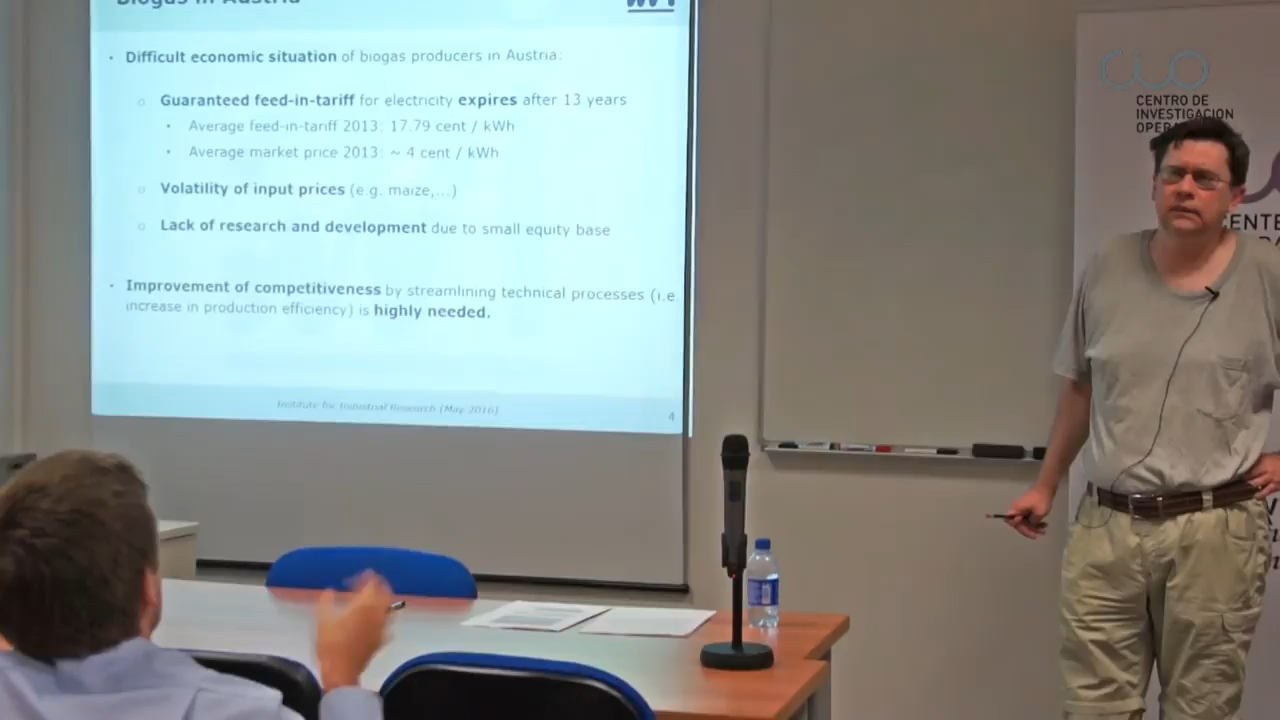 Biogas in Austria
• Difficult economic situation of biogas producers in Austria:
o Guaranteed feed-in-tariff for electricity expires after 13 years
• Average feed-in-tariff 2013: 17.79 cent / kWh
• Average market price 2013: ~ 4 cent / kWh
o Volatility of input prices (e.g. maize,...)
o Lack of research and development due to small equity base
• Improvement of competitiveness by streamlining technical processes (i.e
increase in production efficiency) is highly needed.
Institute for Industrial Research (May 2016)
4
CIO
CENTRO DE
INVESTIGACION
OPERA
CENTE